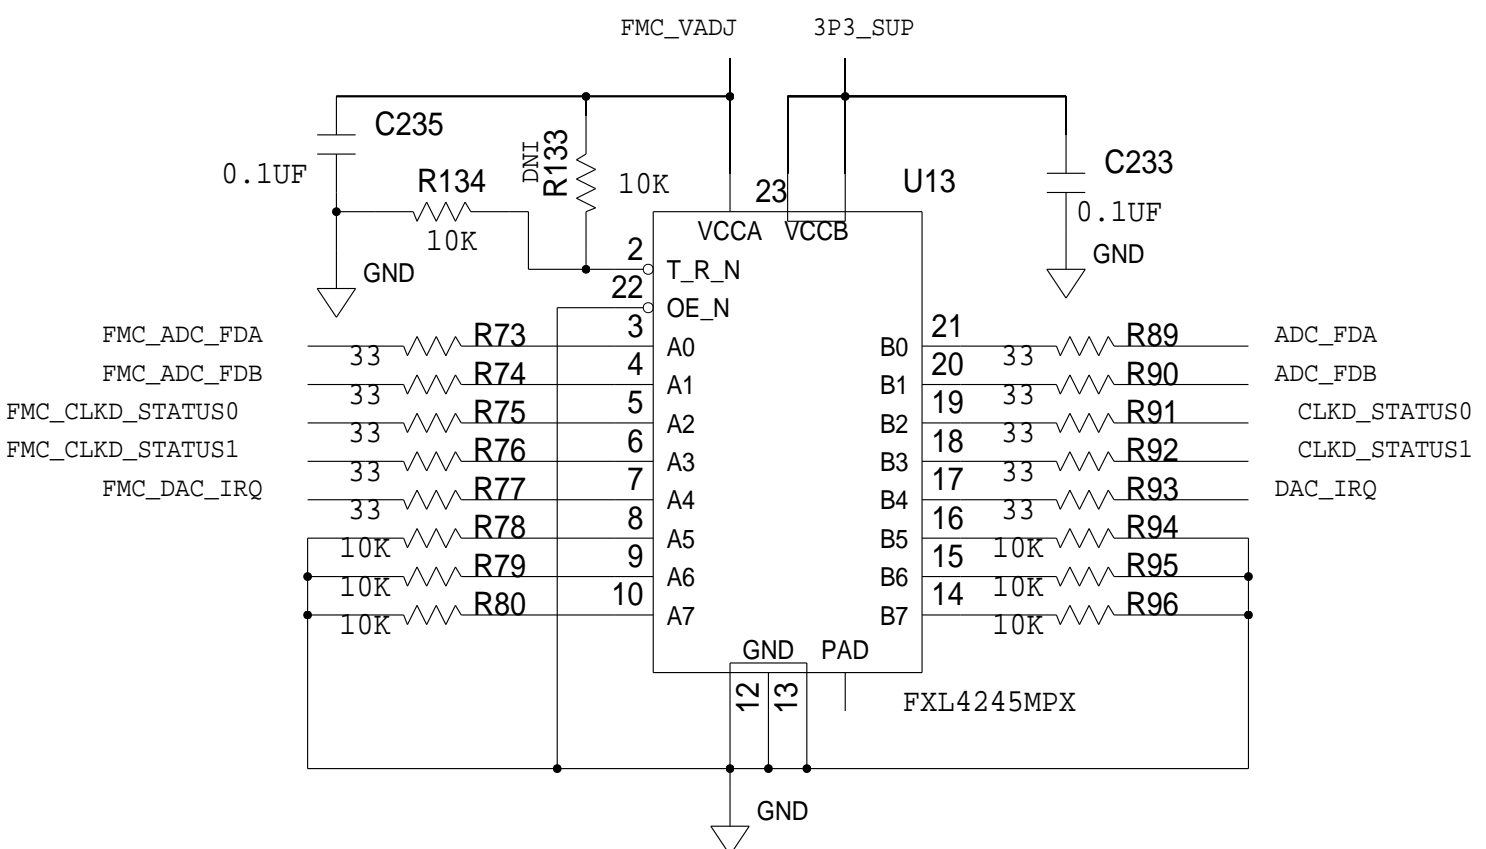 FMC_VADJ 3P3_SUP
C235
0.1UF
R134
10K
DNI
R133
10K
23
U13
C233
0.1UF
GND
GND
VCCA VCCB
2 T_R_N
22 OE_N
FMC_ADC_FDA 33 R73 3 A0 B0 21 33 R89 ADC_FDA
FMC_ADC_FDB 33 R74 4 A1 B1 20 33 R90 ADC_FDB
FMC_CLKD_STATUS0 33 R75 5 A2 B2 19 33 R91 CLKD_STATUS0
FMC_CLKD_STATUS1 33 R76 6 A3 B3 18 33 R92 CLKD_STATUS1
FMC_DAC_IRQ 33 R77 7 A4 B4 17 33 R93 DAC_IRQ
10K R78 8 A5 B5 16 10K R94
10K R79 9 A6 B6 15 10K R95
10K R80 10 A7 B7 14 10K R96
GND PAD
12 13
FXL4245MPX
GND